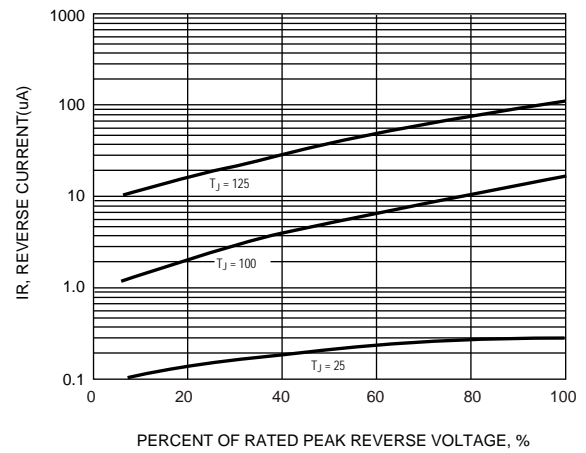 1000
100
10
1.0
0.1
IR, REVERSE CURRENT(uA)
TJ = 125
TJ = 100
TJ = 25
0
20
40
60
80
100
PERCENT OF RATED PEAK REVERSE VOLTAGE, %